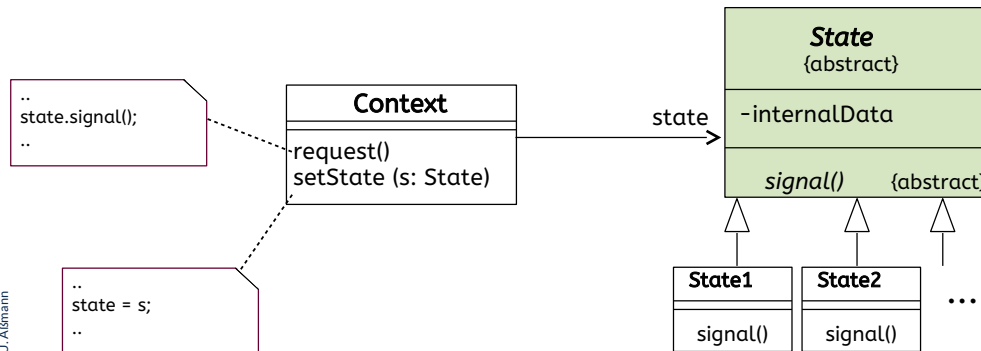 State
{abstract}
-internalData
signal() {abstract}
..
state.signal();
..
Context
request()
setState (s: State)
state
..
state = s;
..
State1
signal()
State2
signal()
...
U. Aßmann